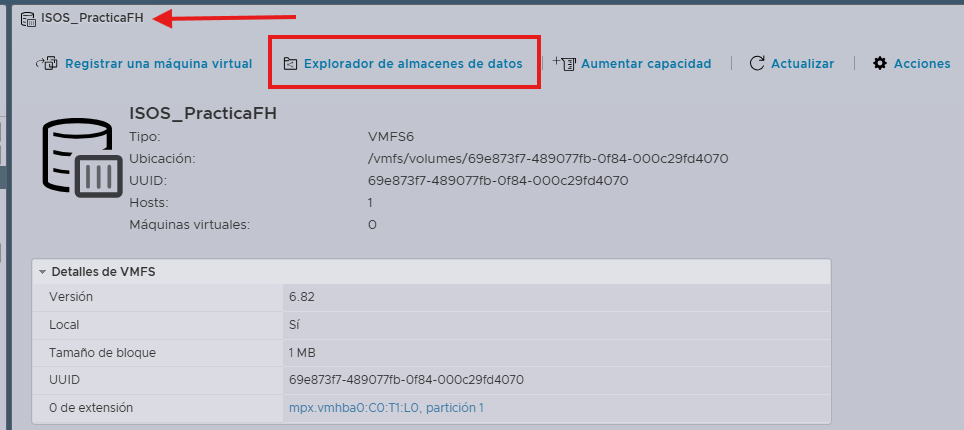 ISOS_PracticaFH
Registrar una máquina virtual Explorador de almacenes de datos Aumentar capacidad Actualizar Acciones
ISOS_PracticaFH
Tipo: VMFS6
Ubicación: /vmfs/volumes/69e873f7-489077fb-0f84-000c29fd4070
UUID: 69e873f7-489077fb-0f84-000c29fd4070
Hosts: 1
Máquinas virtuales: 0
Detalles de VMFS
Versión 6.82
Local Sí
Tamaño de bloque 1 MB
UUID 69e873f7-489077fb-0f84-000c29fd4070
0 de extensión mpx.vmhba0:C0:T1:L0, partición 1